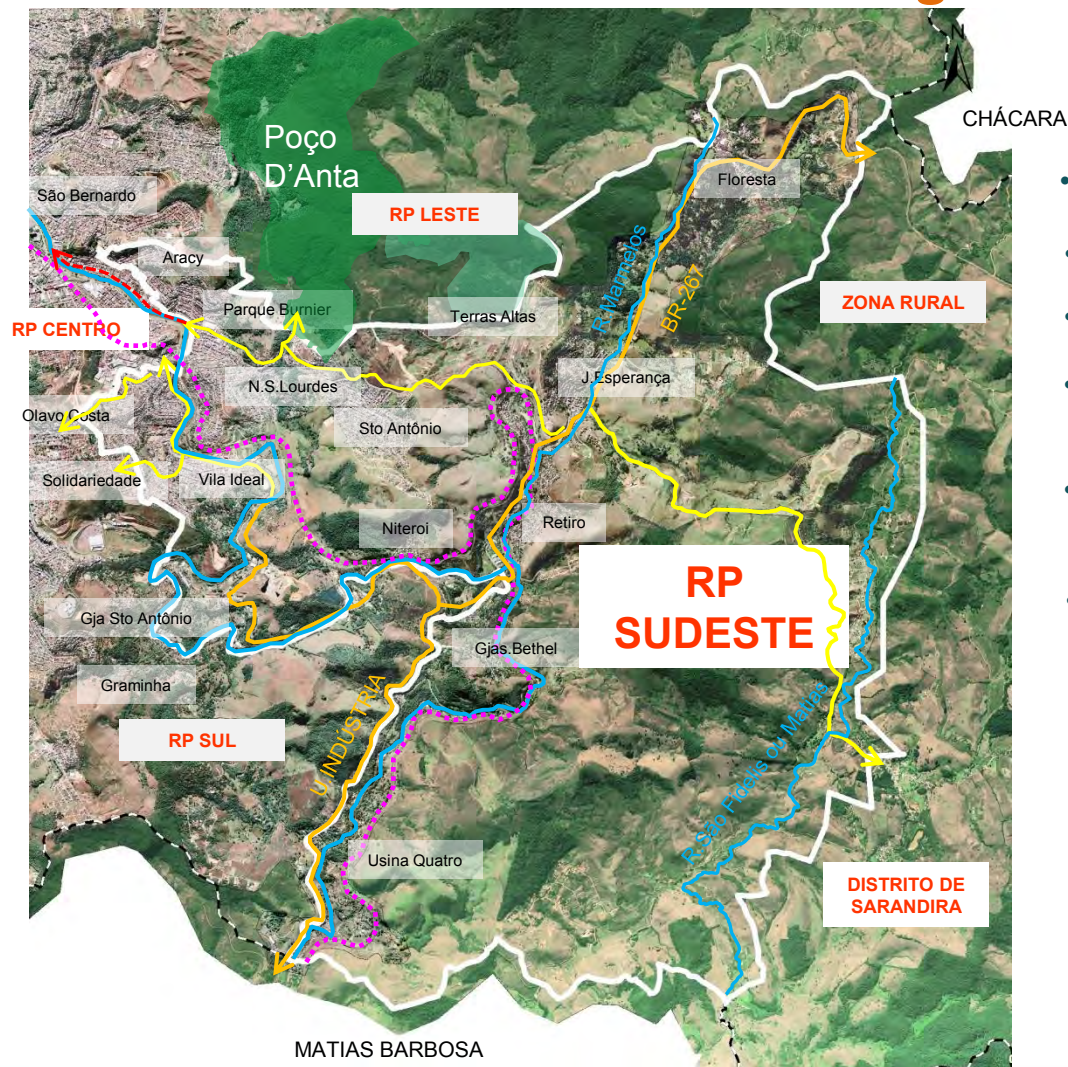 N
CHÁCARA
Poço
D'Anta
São Bernardo
Floresta
RP LESTE
Aracy
R.Marmelos
BR-267
ZONA RURAL
RP CENTRO
Parque Burnier
Terras Altas
N.S.Lourdes
J.Esperança
Olavo Costa
Sto Antônio
Solidariedade
Vila Ideal
Niteroi
Retiro
RP
SUDESTE
Gja Sto Antônio
Gjas.Bethel
Graminha
U.INDÚSTRIA
R.São Fidelis ou Matias
RP SUL
Usina Quatro
DISTRITO DE
SARANDIRA
MATIAS BARBOSA